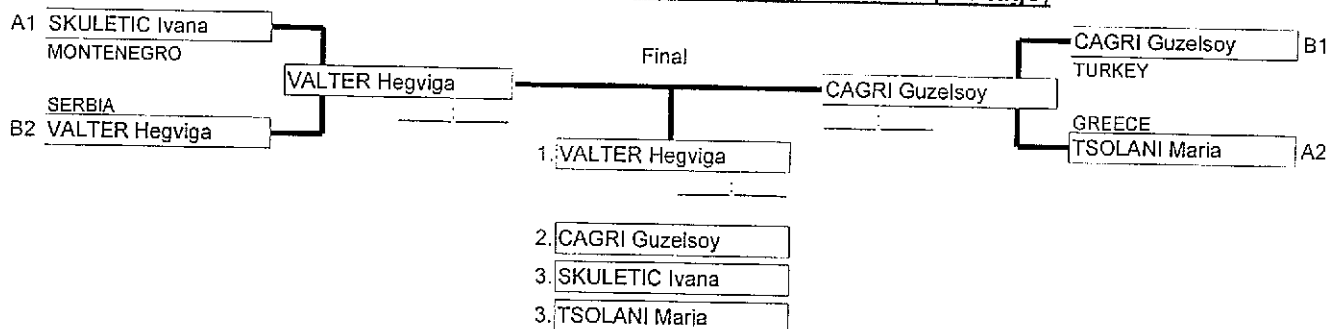 A1 SKULETIC Ivana
MONTENEGRO
SERBIA
B2 VALTER Hegviga
VALTER Hegviga
Final
CAGRI Guzelsoy
CAGRI Guzelsoy B1
TURKEY
GREECE
TSOLANI Maria A2
1. VALTER Hegviga
2. CAGRI Guzelsoy
3. SKULETIC Ivana
3. TSOLANI Maria